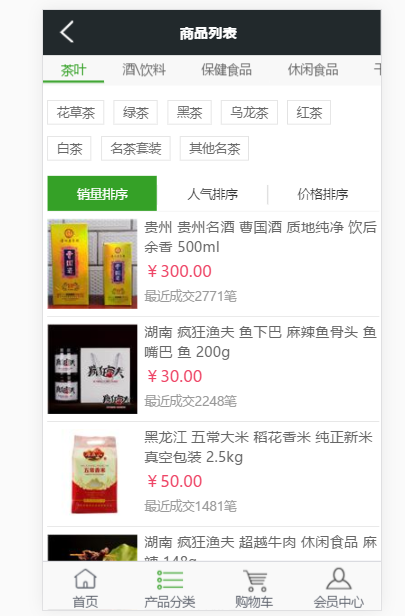 商品列表
茶叶 酒\饮料 保健食品 休闲食品
花草茶 绿茶 黑茶 乌龙茶 红茶
白茶 名茶套装 其他名茶
销量排序 人气排序 价格排序
贵州 贵州名酒 曹国酒 质地纯净 饮后
余香 500ml
￥300.00
最近成交2771笔
湖南 疯狂渔夫 鱼下巴 麻辣鱼骨头 鱼
嘴巴 鱼 200g
￥30.00
最近成交2248笔
黑龙江 五常大米 稻花香米 纯正新米
真空包装 2.5kg
￥50.00
最近成交1481笔
湖南 疯狂渔夫 超越牛肉 休闲食品 麻
辣 148g
首页 产品分类 购物车 会员中心